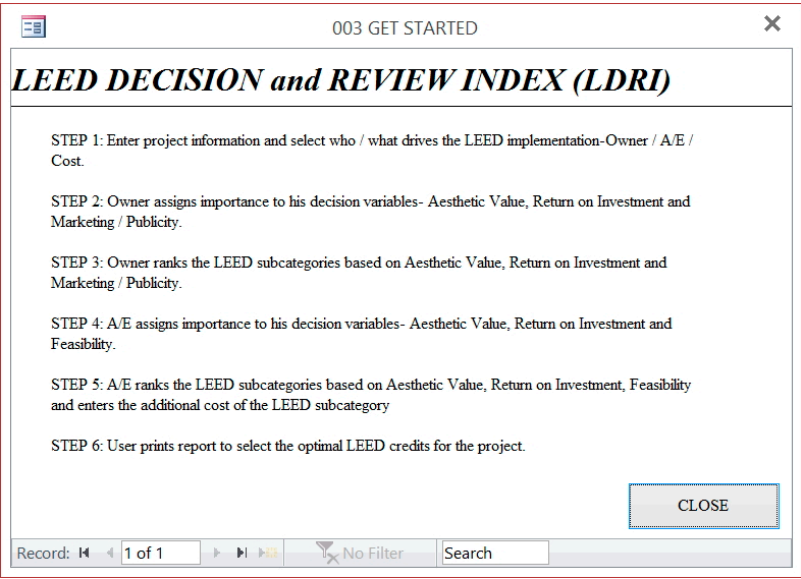 003 GET STARTED
LEED DECISION and REVIEW INDEX (LDRI)
STEP 1: Enter project information and select who / what drives the LEED implementation-Owner / A/E /
Cost.
STEP 2: Owner assigns importance to his decision variables- Aesthetic Value, Return on Investment and
Marketing / Publicity.
STEP 3: Owner ranks the LEED subcategories based on Aesthetic Value, Return on Investment and
Marketing / Publicity.
STEP 4: A/E assigns importance to his decision variables- Aesthetic Value, Return on Investment and
Feasibility.
STEP 5: A/E ranks the LEED subcategories based on Aesthetic Value, Return on Investment, Feasibility
and enters the additional cost of the LEED subcategory
STEP 6: User prints report to select the optimal LEED credits for the project.
CLOSE
Record: 1 of 1 No Filter Search